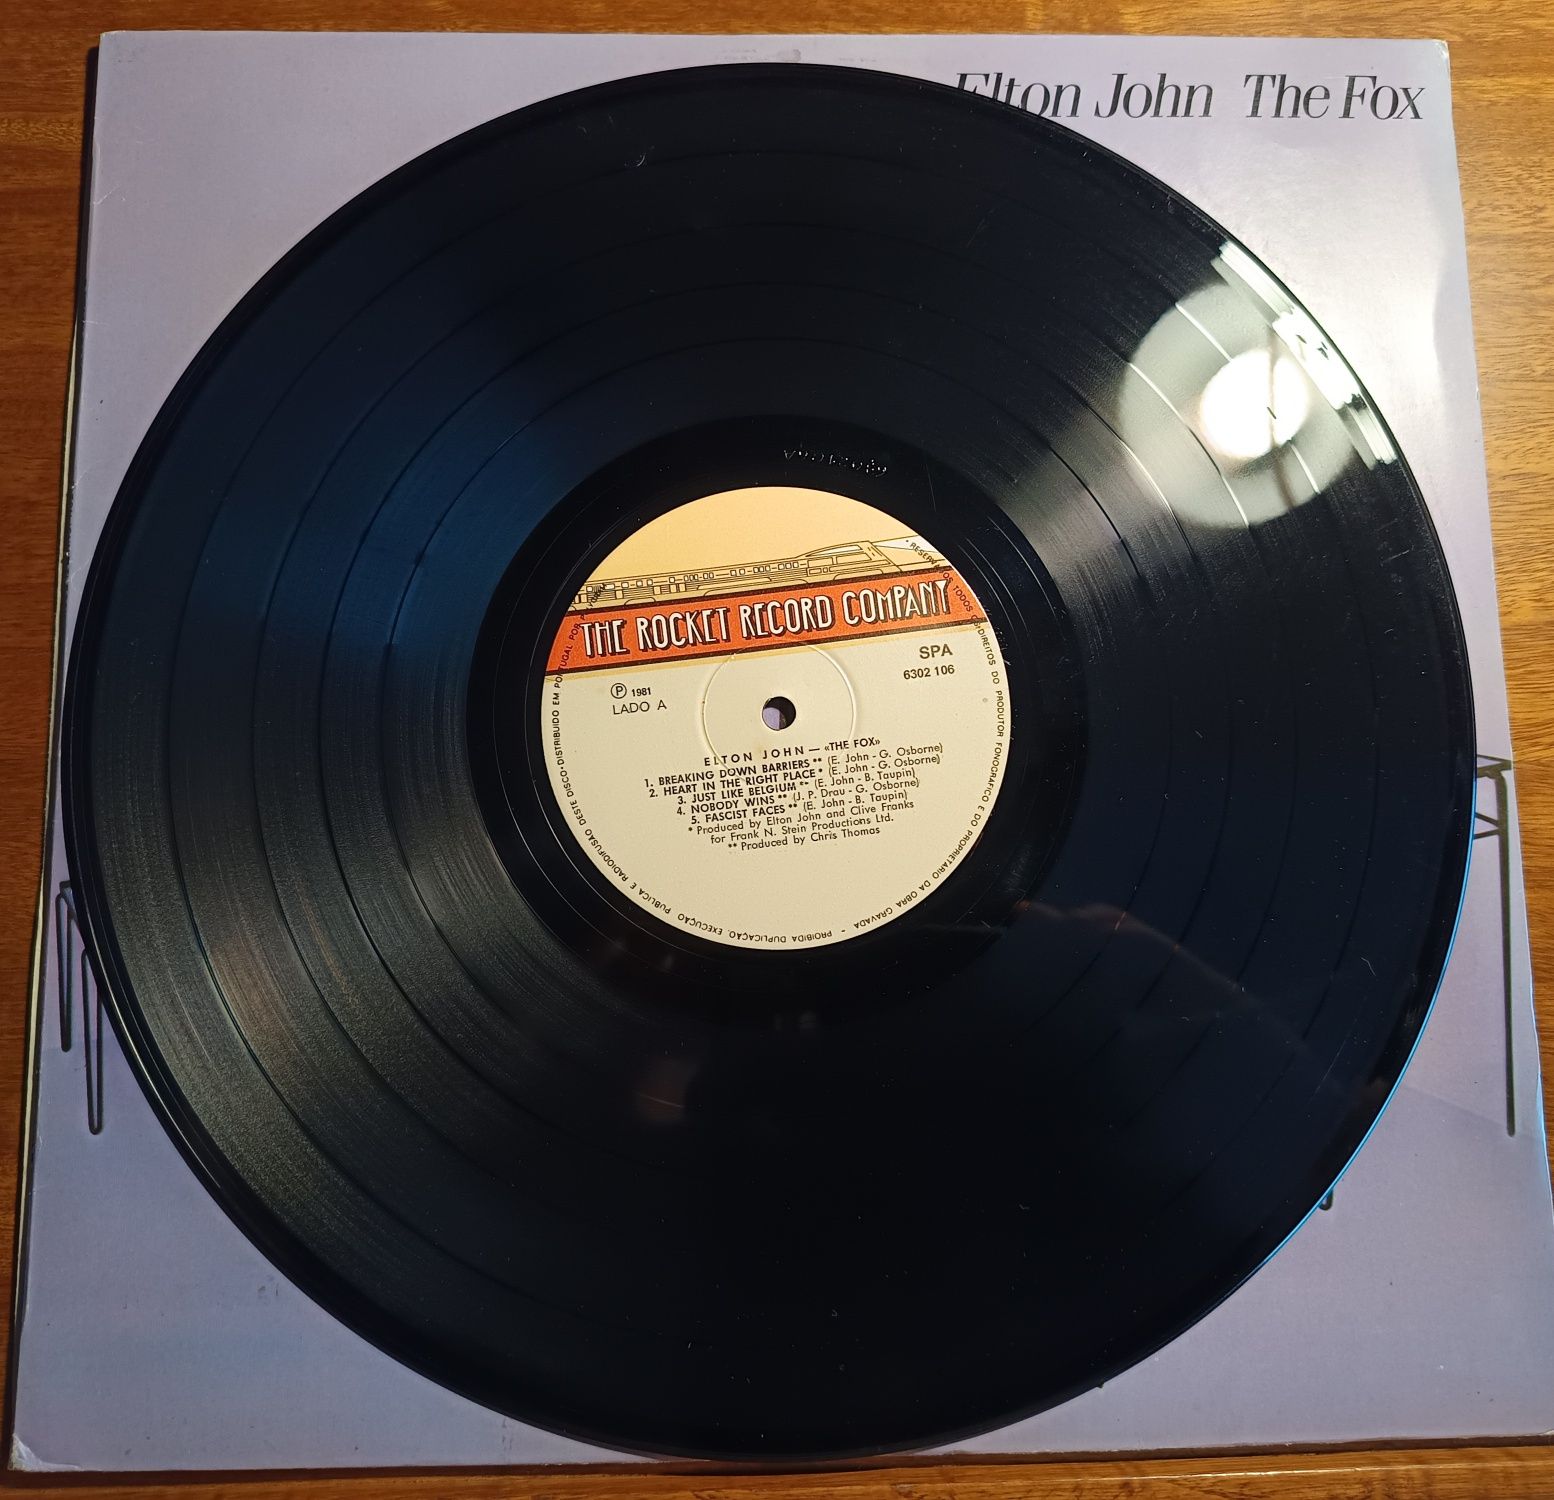 Elton John The Fox
THE ROCKET RECORD COMPANY
SPA
6302 106
Ⓟ 1981
LADO A
ELTON JOHN — «THE FOX»
1. BREAKING DOWN BARRIERS ** (E. John - G. Osborne)
2. HEART IN THE RIGHT PLACE * (E. John - G. Osborne)
3. JUST LIKE BELGIUM ** (E. John - B. Taupin)
4. NOBODY WINS ** (J. P. Drau - G. Osborne)
5. FASCIST FACES ** (E. John - B. Taupin)
* Produced by Elton John and Clive Franks
for Frank N. Stein Productions Ltd.
** Produced by Chris Thomas
DIREITOS DO PRODUTOR FONOGRAFICO E DO PROPRIETARIO DA OBRA GRAVADA - PROIBIDA DUPLICAÇÃO, EXECUÇÃO PUBLICA E RADIODIFUSÃO DESTE DISCO • DISTRIBUIDO EM PORTUGAL POR